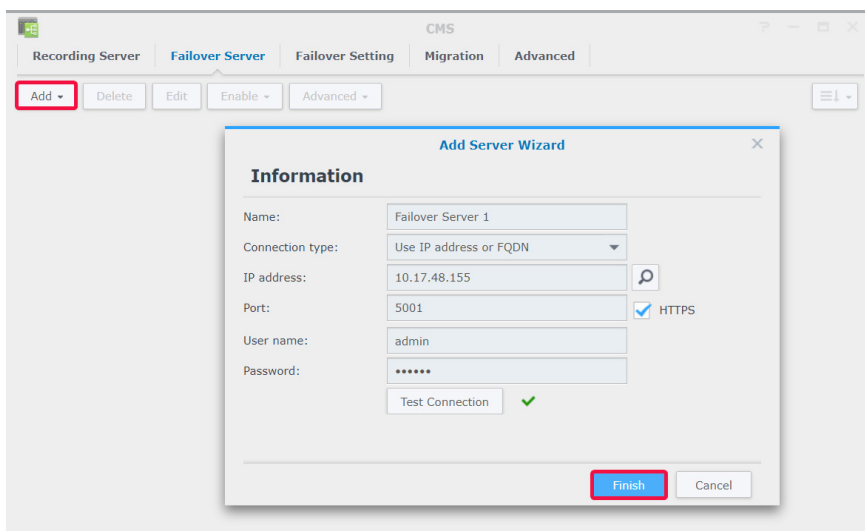 CMS
Recording Server Failover Server Failover Setting Migration Advanced
Add Delete Edit Enable Advanced
Add Server Wizard
Information
Name: Failover Server 1
Connection type: Use IP address or FQDN
IP address: 10.17.48.155
Port: 5001 HTTPS
User name: admin
Password: ••••••
Test Connection
Finish Cancel